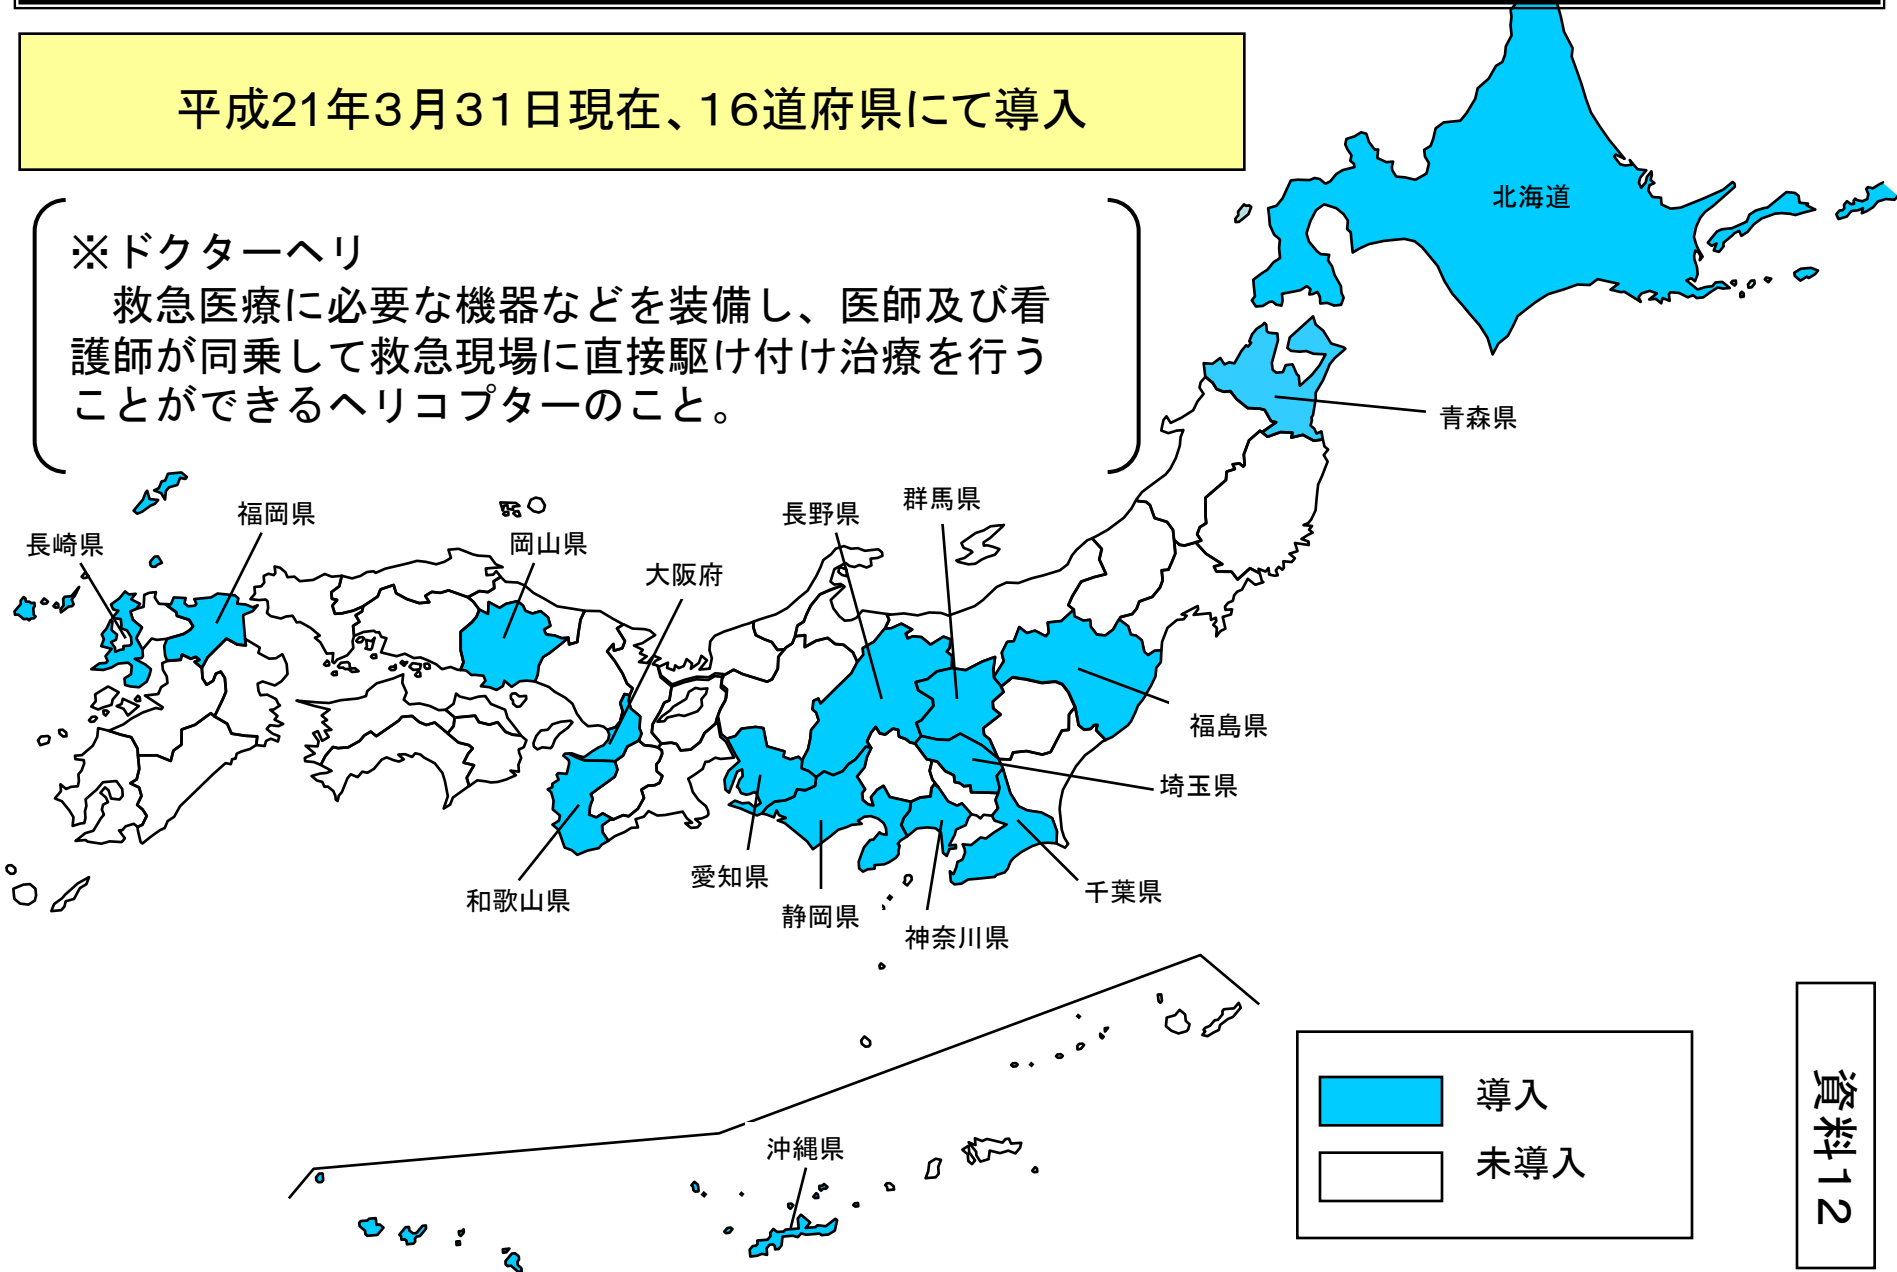 平成21年3月31日現在、16道府県にて導入
※ドクターヘリ
救急医療に必要な機器などを装備し、医師及び看
護師が同乗して救急現場に直接駆け付け治療を行う
ことができるヘリコプターのこと。
北海道
青森県
群馬県
長野県
福岡県
岡山県
長崎県
大阪府
福島県
埼玉県
愛知県
千葉県
和歌山県
静岡県
神奈川県
沖縄県
導入
未導入
資料12